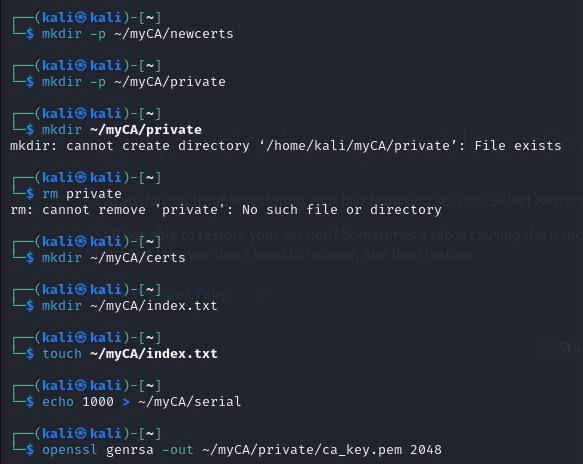 ┌──(kali㉿kali)-[~]
└─$ mkdir -p ~/myCA/newcerts
┌──(kali㉿kali)-[~]
└─$ mkdir -p ~/myCA/private
┌──(kali㉿kali)-[~]
└─$ mkdir ~/myCA/private
mkdir: cannot create directory ‘/home/kali/myCA/private’: File exists
┌──(kali㉿kali)-[~]
└─$ rm private
rm: cannot remove 'private': No such file or directory
┌──(kali㉿kali)-[~]
└─$ mkdir ~/myCA/certs
┌──(kali㉿kali)-[~]
└─$ mkdir ~/myCA/index.txt
┌──(kali㉿kali)-[~]
└─$ touch ~/myCA/index.txt
┌──(kali㉿kali)-[~]
└─$ echo 1000 > ~/myCA/serial
┌──(kali㉿kali)-[~]
└─$ openssl genrsa -out ~/myCA/private/ca_key.pem 2048